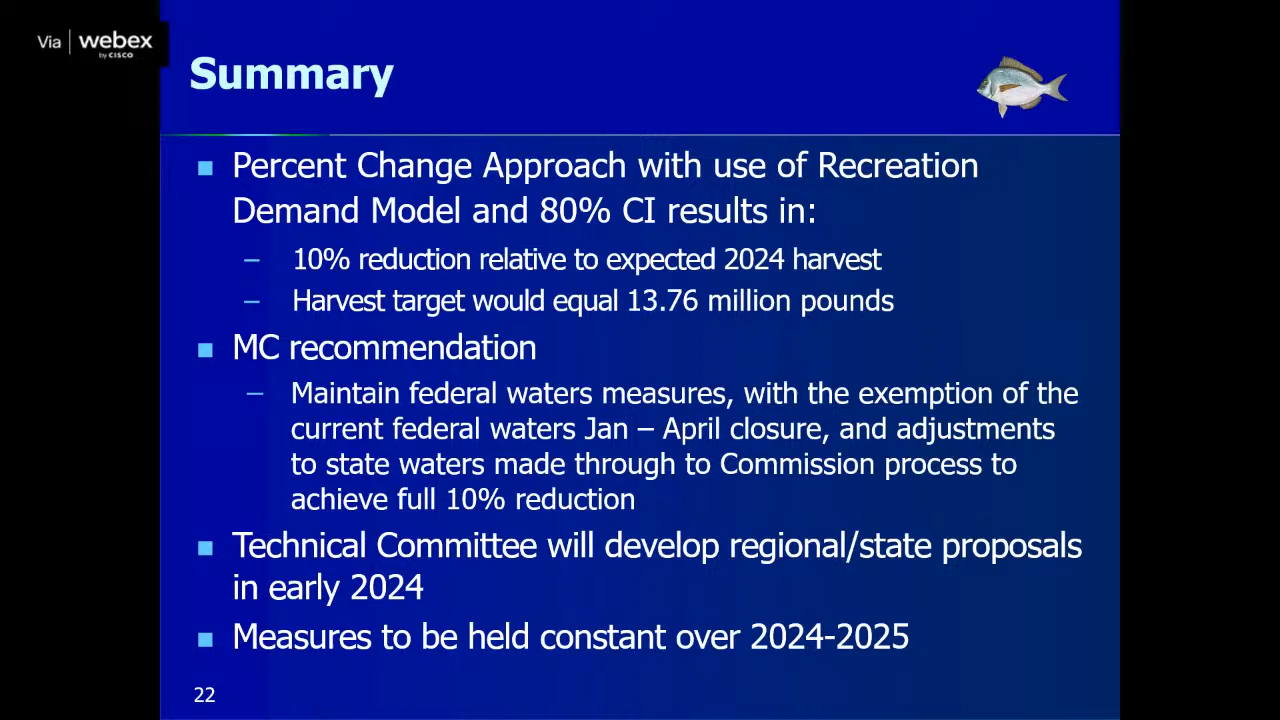 Via | webex
by CISCO
Summary
■ Percent Change Approach with use of Recreation
Demand Model and 80% CI results in:
– 10% reduction relative to expected 2024 harvest
– Harvest target would equal 13.76 million pounds
■ MC recommendation
– Maintain federal waters measures, with the exemption of the
current federal waters Jan – April closure, and adjustments
to state waters made through to Commission process to
achieve full 10% reduction
■ Technical Committee will develop regional/state proposals
in early 2024
■ Measures to be held constant over 2024-2025
22